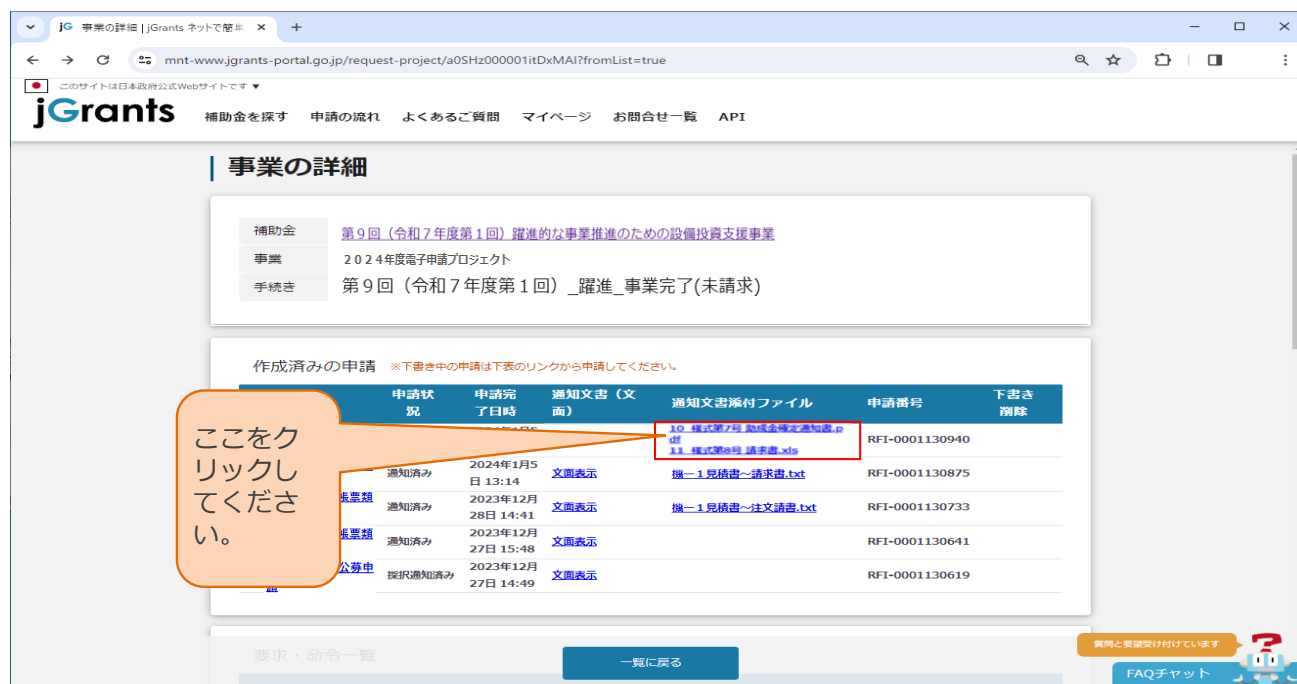 jG 事業の詳細 | jGrants ネットで簡単
mnt-www.jgrants-portal.go.jp/request-project/a0SHz000001itDxMAI?fromList=true
このサイトは日本政府公式Webサイトです ▼
jGrants 補助金を探す 申請の流れ よくあるご質問 マイページ お問合せ一覧 API
事業の詳細
補助金 第９回（令和７年度第１回）躍進的な事業推進のための設備投資支援事業
事業 ２０２４年度電子申請プロジェクト
手続き 第９回（令和７年度第１回）_躍進_事業完了(未請求)
作成済みの申請 ※下書き中の申請は下表のリンクから申請してください。
申請状況 申請完了日時 通知文書（文面） 通知文書添付ファイル 申請番号 下書き削除
10_様式第7号 助成金確定通知書.pdf
11_様式第8号 請求書.xls
RFI-0001130940
通知済み 2024年1月5日 13:14 文面表示 機－１見積書～請求書.txt RFI-0001130875
帳票類 通知済み 2023年12月28日 14:41 文面表示 機－１見積書～注文請書.txt RFI-0001130733
帳票類 通知済み 2023年12月27日 15:48 文面表示 RFI-0001130641
公募申請 採択通知済み 2023年12月27日 14:49 文面表示 RFI-0001130619
ここをク
リックし
てくださ
い。
要求・命令一覧
一覧に戻る
質問と要望受け付けています
FAQチャット